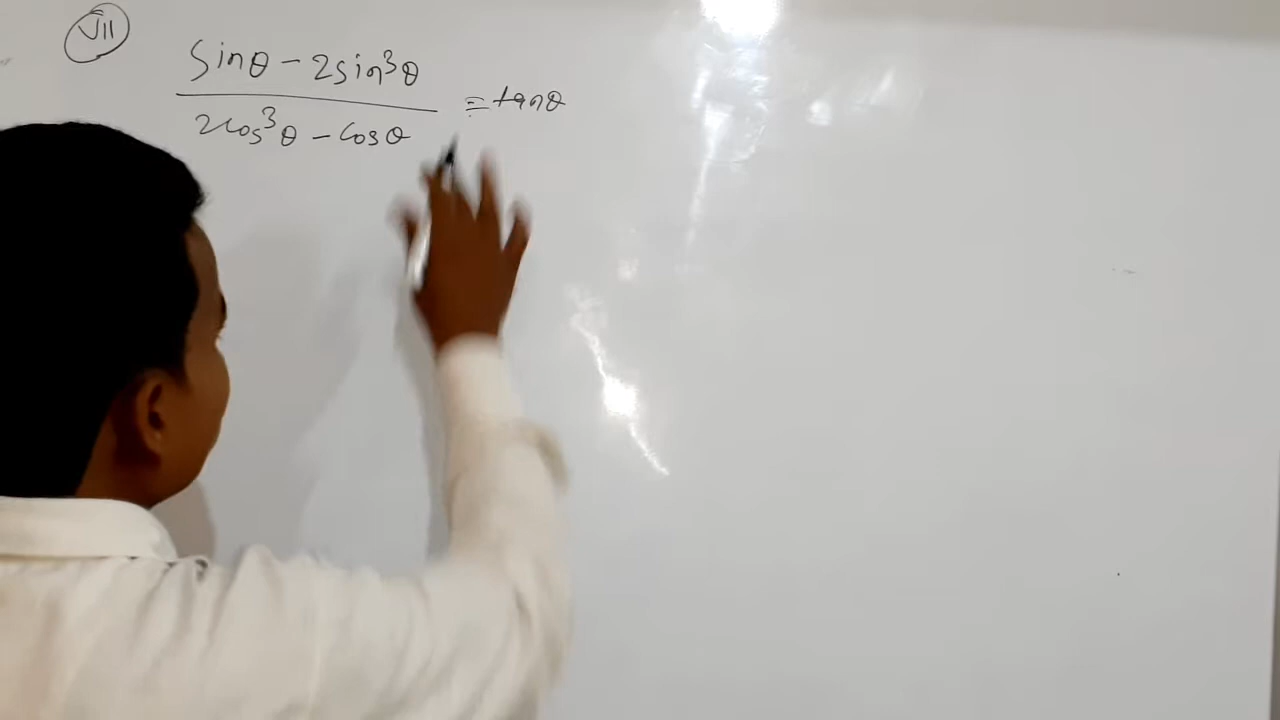 VII
sinθ - 2sin³θ
= tanθ
2cos³θ - cosθ